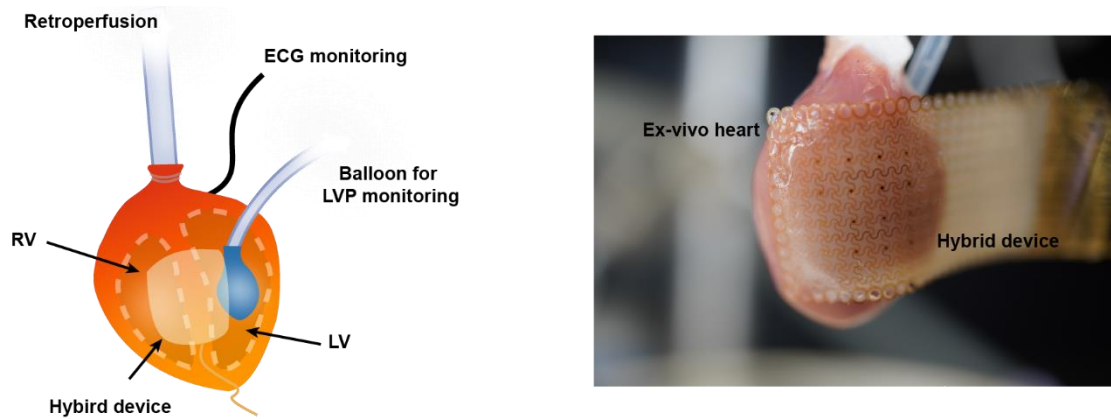 Retroperfusion
ECG monitoring
Balloon for
LVP monitoring
RV
LV
Hybird device
Ex-vivo heart
Hybrid device